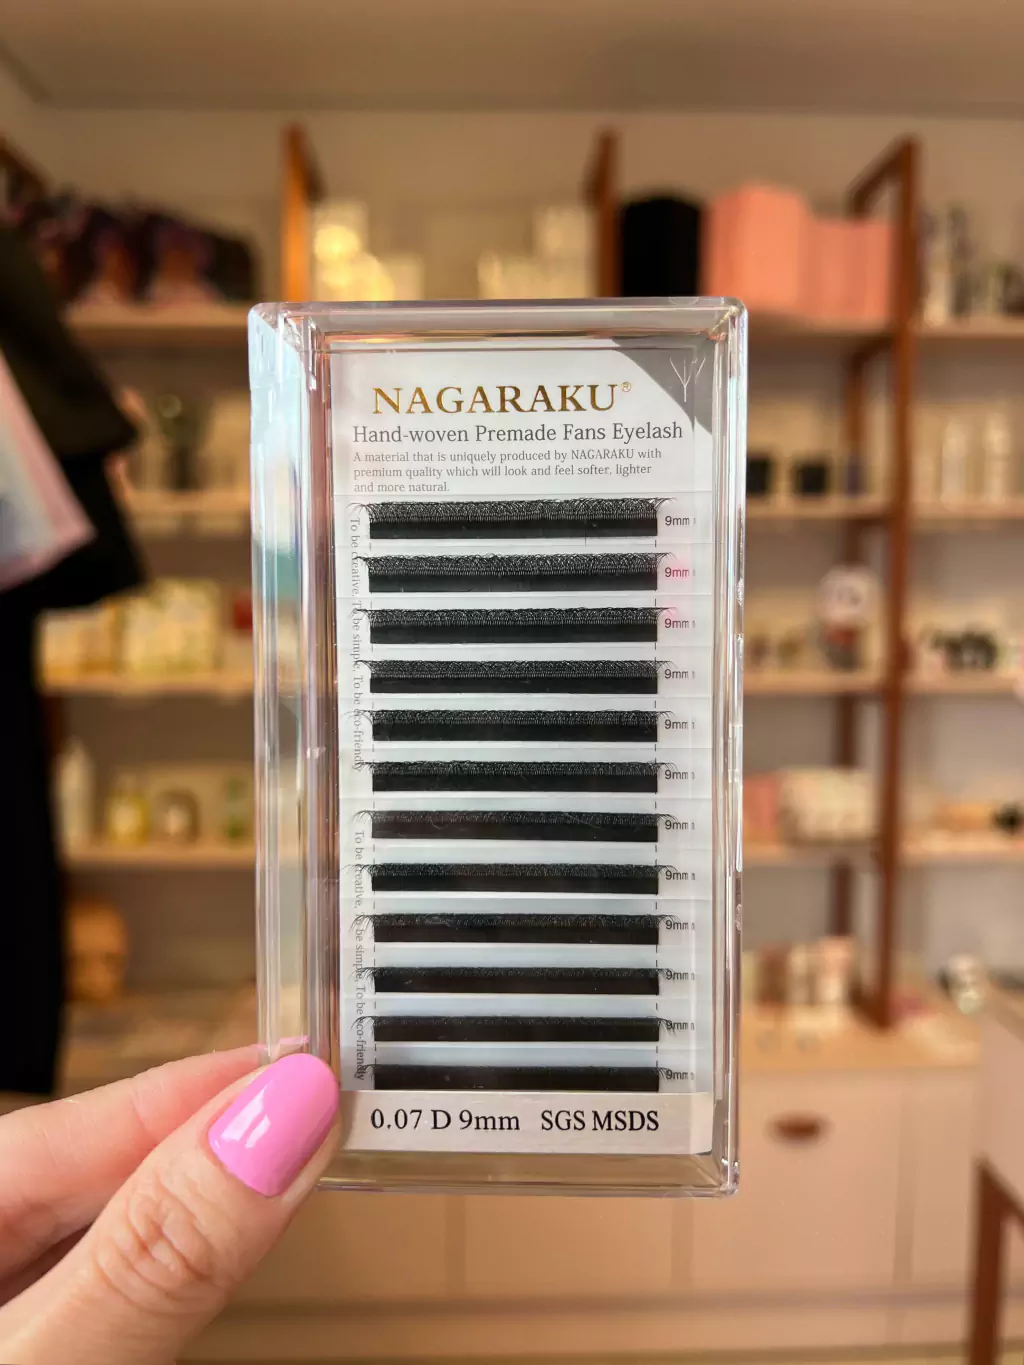 NAGARAKU®
Hand-woven Premade Fans Eyelash
A material that is uniquely produced by NAGARAKU with
premium quality which will look and feel softer, lighter
and more natural.
9mm
9mm
9mm
9mm
9mm
9mm
9mm
9mm
9mm
9mm
9mm
9mm
To be creative. To be simple. To be eco-friendly
To be creative, To be simple. To be eco-friendly
0.07 D 9mm SGS MSDS